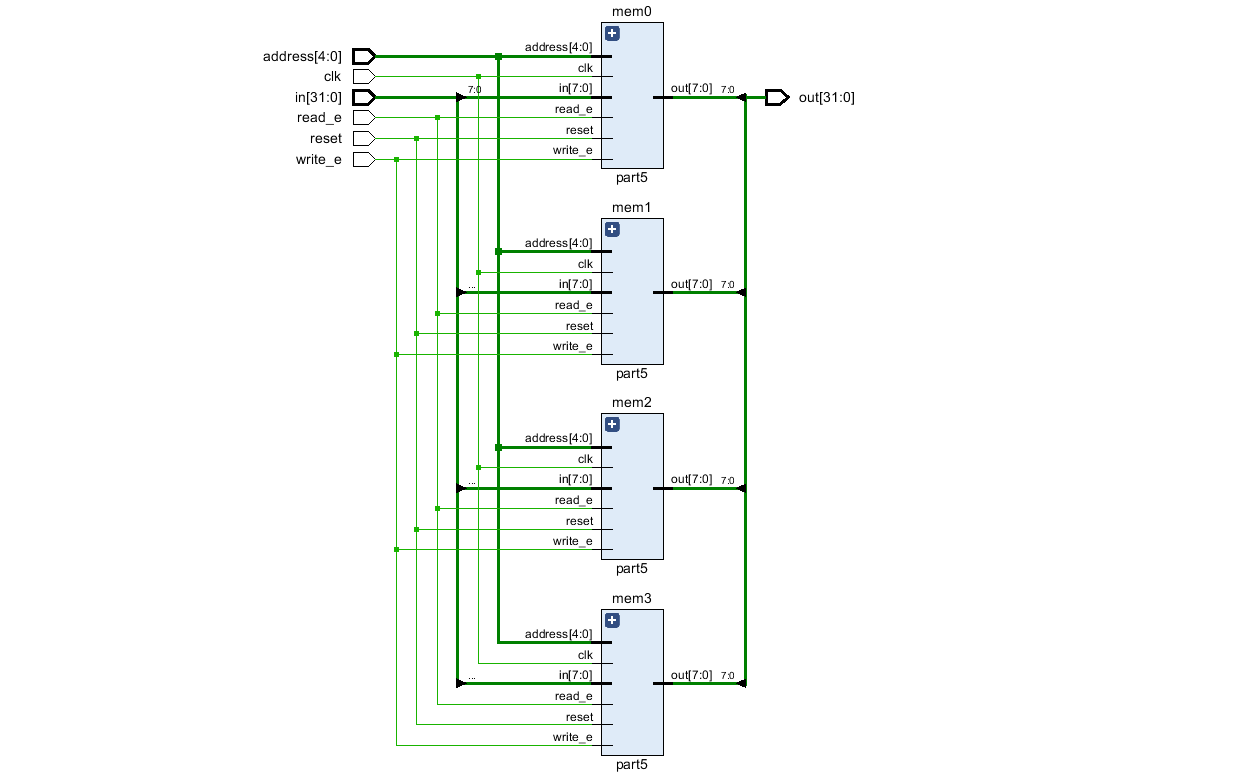 mem0
address[4:0]
clk
in[31:0]
read_e
reset
write_e
address[4:0]
clk
7:0
in[7:0]
read_e
reset
write_e
out[7:0]
7:0
out[31:0]
part5
mem1
address[4:0]
clk
...
in[7:0]
read_e
reset
write_e
out[7:0]
7:0
part5
mem2
address[4:0]
clk
...
in[7:0]
read_e
reset
write_e
out[7:0]
7:0
part5
mem3
address[4:0]
clk
...
in[7:0]
read_e
reset
write_e
out[7:0]
7:0
part5